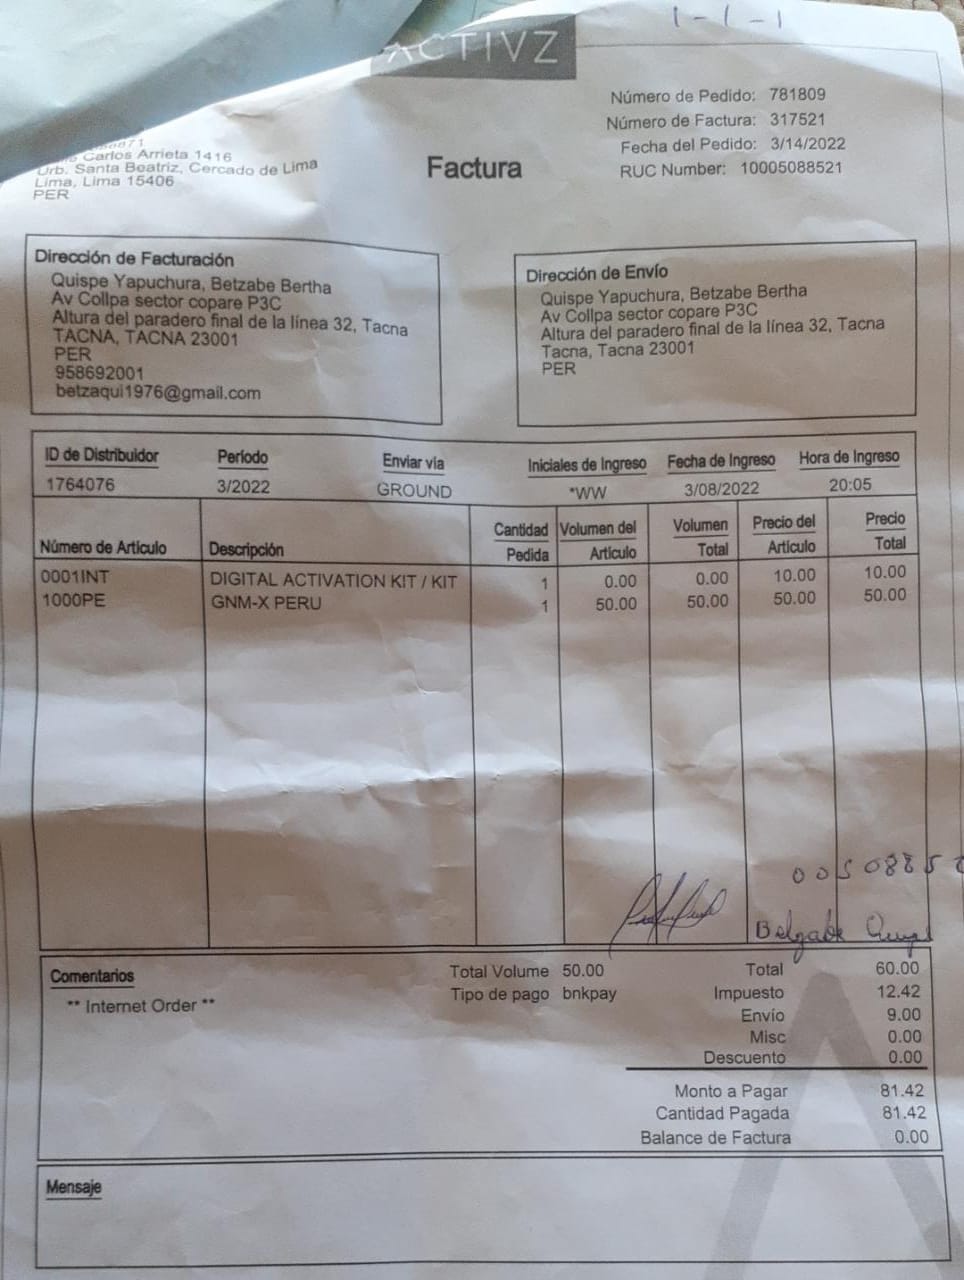 1-1-1
ACTIVZ
Número de Pedido: 781809
Número de Factura: 317521
Fecha del Pedido: 3/14/2022
RUC Number: 10005088521
Factura
Carlos Arrieta 1416
Urb. Santa Beatriz, Cercado de Lima
Lima, Lima 15406
PER
Dirección de Facturación
Quispe Yapuchura, Betzabe Bertha
Av Collpa sector copare P3C
Altura del paradero final de la línea 32, Tacna
TACNA, TACNA 23001
PER
958692001
betzaqui1976@gmail.com
Dirección de Envío
Quispe Yapuchura, Betzabe Bertha
Av Collpa sector copare P3C
Altura del paradero final de la línea 32, Tacna
Tacna, Tacna 23001
PER
ID de Distribuidor Período Enviar vía Iniciales de Ingreso Fecha de Ingreso Hora de Ingreso
1764076 3/2022 GROUND *WW 3/08/2022 20:05
Número de Artículo Descripción Cantidad Pedida Volumen del Artículo Volumen Total Precio del Artículo Precio Total
0001INT DIGITAL ACTIVATION KIT / KIT 1 0.00 0.00 10.00 10.00
1000PE GNM-X PERU 1 50.00 50.00 50.00 50.00
0050885
Comentarios
** Internet Order **
Total Volume 50.00
Tipo de pago bnkpay
Total 60.00
Impuesto 12.42
Envío 9.00
Misc 0.00
Descuento 0.00
Monto a Pagar 81.42
Cantidad Pagada 81.42
Balance de Factura 0.00
Mensaje